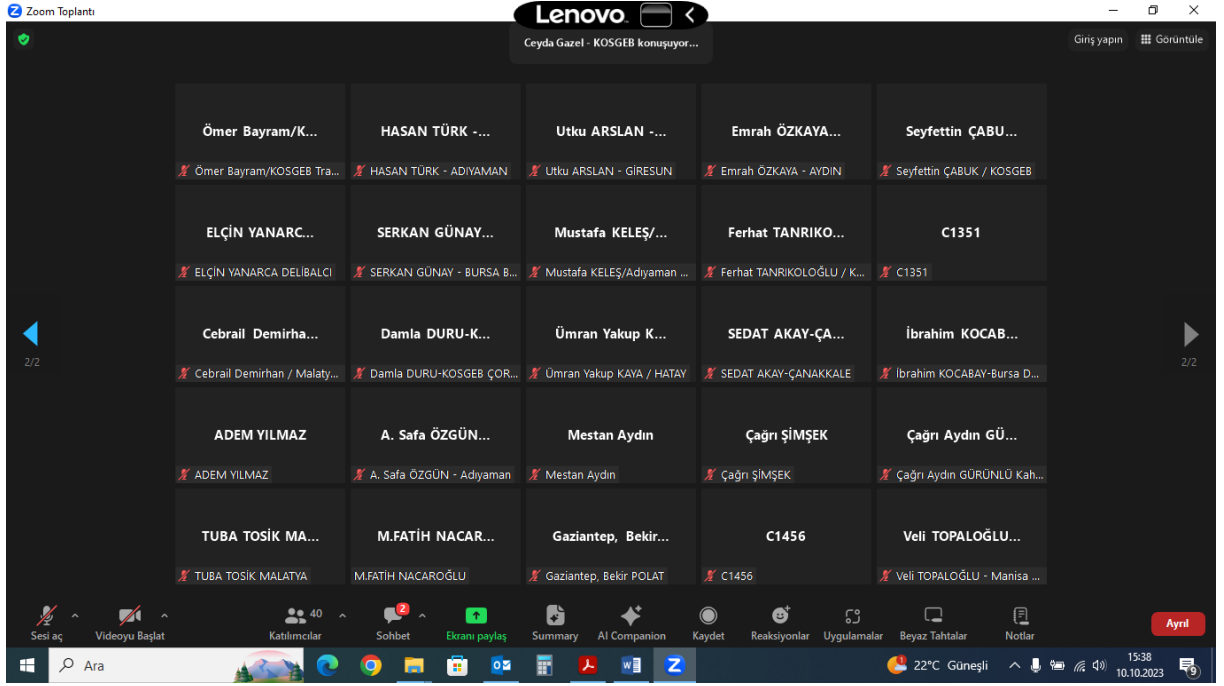 Zoom Toplantı
Lenovo
Ceyda Gazel - KOSGEB konuşuyor...
Giriş yapın Görüntüle
Ömer Bayram/K... HASAN TÜRK -... Utku ARSLAN -... Emrah ÖZKAYA... Seyfettin ÇABU...
Ömer Bayram/KOSGEB Tra... HASAN TÜRK - ADIYAMAN Utku ARSLAN - GİRESUN Emrah ÖZKAYA - AYDIN Seyfettin ÇABUK / KOSGEB
ELÇİN YANARC... SERKAN GÜNAY... Mustafa KELEŞ/... Ferhat TANRIKO... C1351
ELÇİN YANARCA DELİBALCI SERKAN GÜNAY - BURSA B... Mustafa KELEŞ/Adıyaman ... Ferhat TANRIKOLOĞLU / K... C1351
Cebrail Demirha... Damla DURU-K... Ümran Yakup K... SEDAT AKAY-ÇA... İbrahim KOCAB...
2/2 2/2
Cebrail Demirhan / Malaty... Damla DURU-KOSGEB ÇOR... Ümran Yakup KAYA / HATAY SEDAT AKAY-ÇANAKKALE İbrahim KOCABAY-Bursa D...
ADEM YILMAZ A. Safa ÖZGÜN... Mestan Aydın Çağrı ŞİMŞEK Çağrı Aydın GÜ...
ADEM YILMAZ A. Safa ÖZGÜN - Adıyaman Mestan Aydın Çağrı ŞİMŞEK Çağrı Aydın GÜRÜNLÜ Kah...
TUBA TOSİK MA... M.FATİH NACAR... Gaziantep, Bekir... C1456 Veli TOPALOĞLU...
TUBA TOSİK MALATYA M.FATİH NACAROĞLU Gaziantep, Bekir POLAT C1456 Veli TOPALOĞLU - Manisa ...
40 2
Sesi aç Videoyu Başlat Katılımcılar Sohbet Ekranı paylaş Summary AI Companion Kaydet Reaksiyonlar Uygulamalar Beyaz Tahtalar Notlar Ayrıl
Ara 22°C Güneşli 15:38
10.10.2023 9